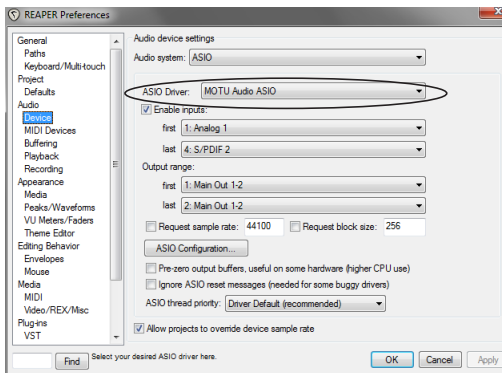 REAPER Preferences
General
Paths
Keyboard/Multi-touch
Project
Defaults
Audio
Device
MIDI Devices
Buffering
Playback
Recording
Appearance
Media
Peaks/Waveforms
VU Meters/Faders
Theme Editor
Editing Behavior
Envelopes
Mouse
Media
MIDI
Video/REX/Misc
Plug-ins
VST
Audio device settings
Audio system: ASIO
ASIO Driver: MOTU Audio ASIO
Enable inputs:
first 1: Analog 1
last 4: S/PDIF 2
Output range:
first 1: Main Out 1-2
last 2: Main Out 1-2
Request sample rate: 44100 Request block size: 256
ASIO Configuration...
Pre-zero output buffers, useful on some hardware (higher CPU use)
Ignore ASIO reset messages (needed for some buggy drivers)
ASIO thread priority: Driver Default (recommended)
Allow projects to override device sample rate
Find Select your desired ASIO driver here. OK Cancel Apply